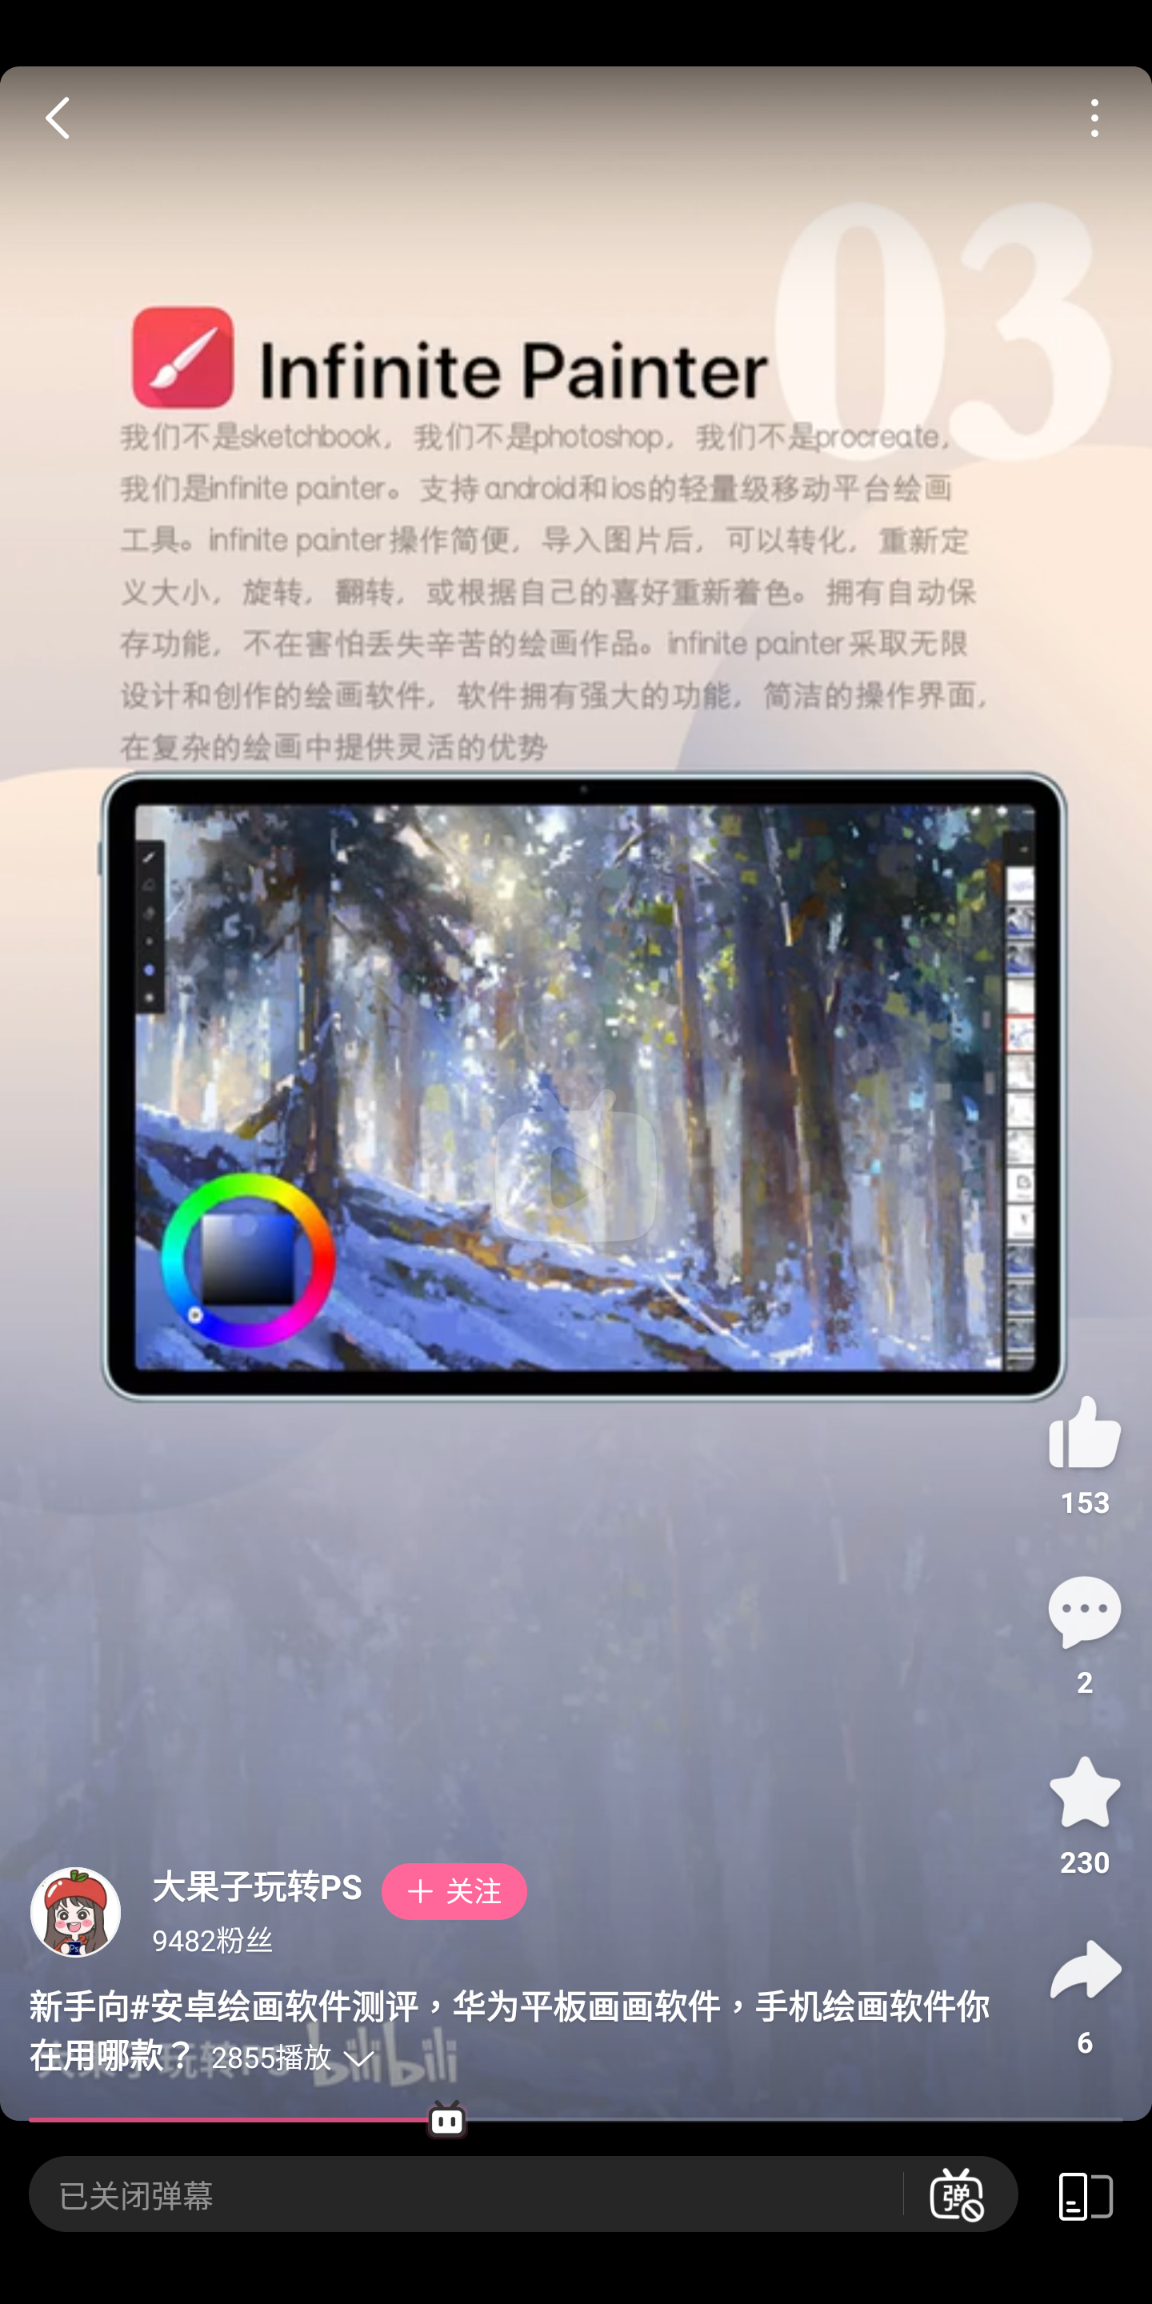 03
Infinite Painter
我们不是sketchbook，我们不是photoshop，我们不是procreate，
我们是infinite painter。支持android和ios的轻量级移动平台绘画
工具。infinite painter操作简便，导入图片后，可以转化，重新定
义大小，旋转，翻转，或根据自己的喜好重新着色。拥有自动保
存功能，不在害怕丢失辛苦的绘画作品。infinite painter采取无限
设计和创作的绘画软件，软件拥有强大的功能，简洁的操作界面，
在复杂的绘画中提供灵活的优势
153
2
230
6
大果子玩转PS
+ 关注
9482粉丝
新手向#安卓绘画软件测评，华为平板画画软件，手机绘画软件你
在用哪款？ 2855播放
大果子玩转PS bilibili
已关闭弹幕
弹